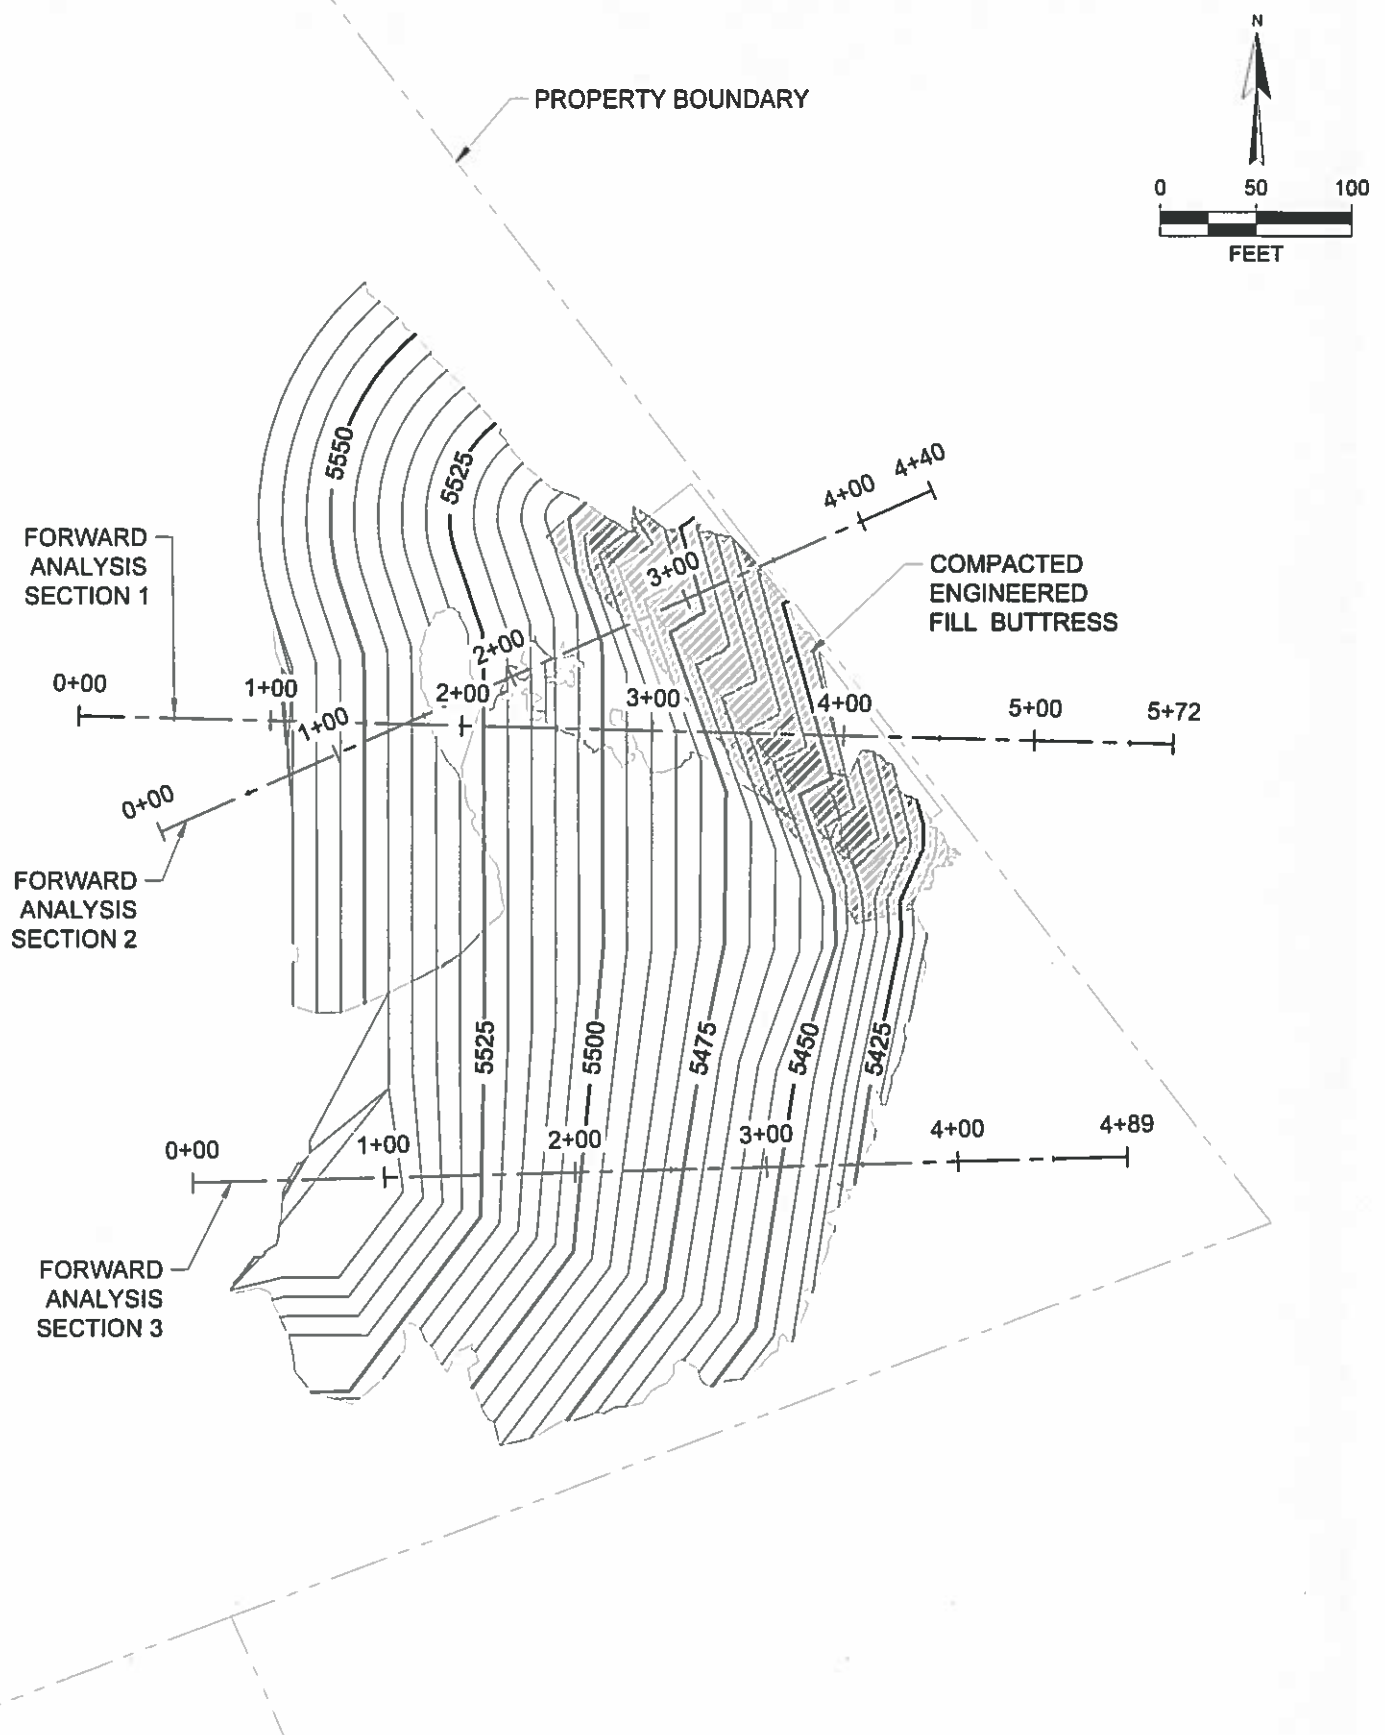 N
PROPERTY BOUNDARY
0 50 100
FEET
5550
5525
4+40
4+00
FORWARD
ANALYSIS
SECTION 1
3+00
COMPACTED
ENGINEERED
FILL BUTTRESS
2+00
0+00
1+00
2+00
3+00
4+00
5+00
5+72
1+00
0+00
FORWARD
ANALYSIS
SECTION 2
5525
5500
5475
5450
5425
0+00
1+00
2+00
3+00
4+00
4+89
FORWARD
ANALYSIS
SECTION 3